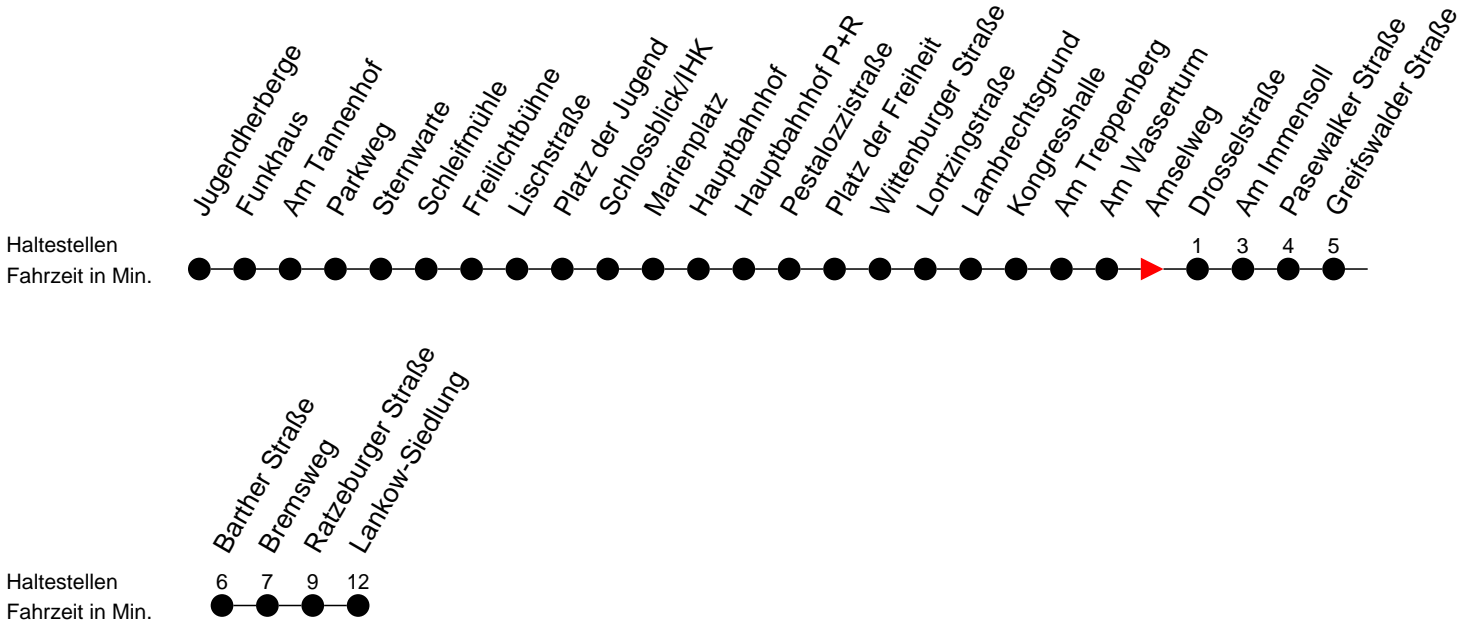 Jugendherberge
Funkhaus
Am Tannenhof
Parkweg
Sternwarte
Schleifmühle
Freilichtbühne
Lischstraße
Platz der Jugend
Schlossblick/IHK
Marienplatz
Hauptbahnhof
Hauptbahnhof P+R
Pestalozzistraße
Platz der Freiheit
Wittenburger Straße
Lortzingstraße
Lambrechtsgrund
Kongresshalle
Am Treppenberg
Am Wasserturm
Amselweg
Drosselstraße
Am Immensoll
Pasewalker Straße
Greifswalder Straße
Haltestellen 1 3 4 5
Fahrzeit in Min.
Barther Straße
Bremsweg
Ratzeburger Straße
Lankow-Siedlung
Haltestellen 6 7 9 12
Fahrzeit in Min.